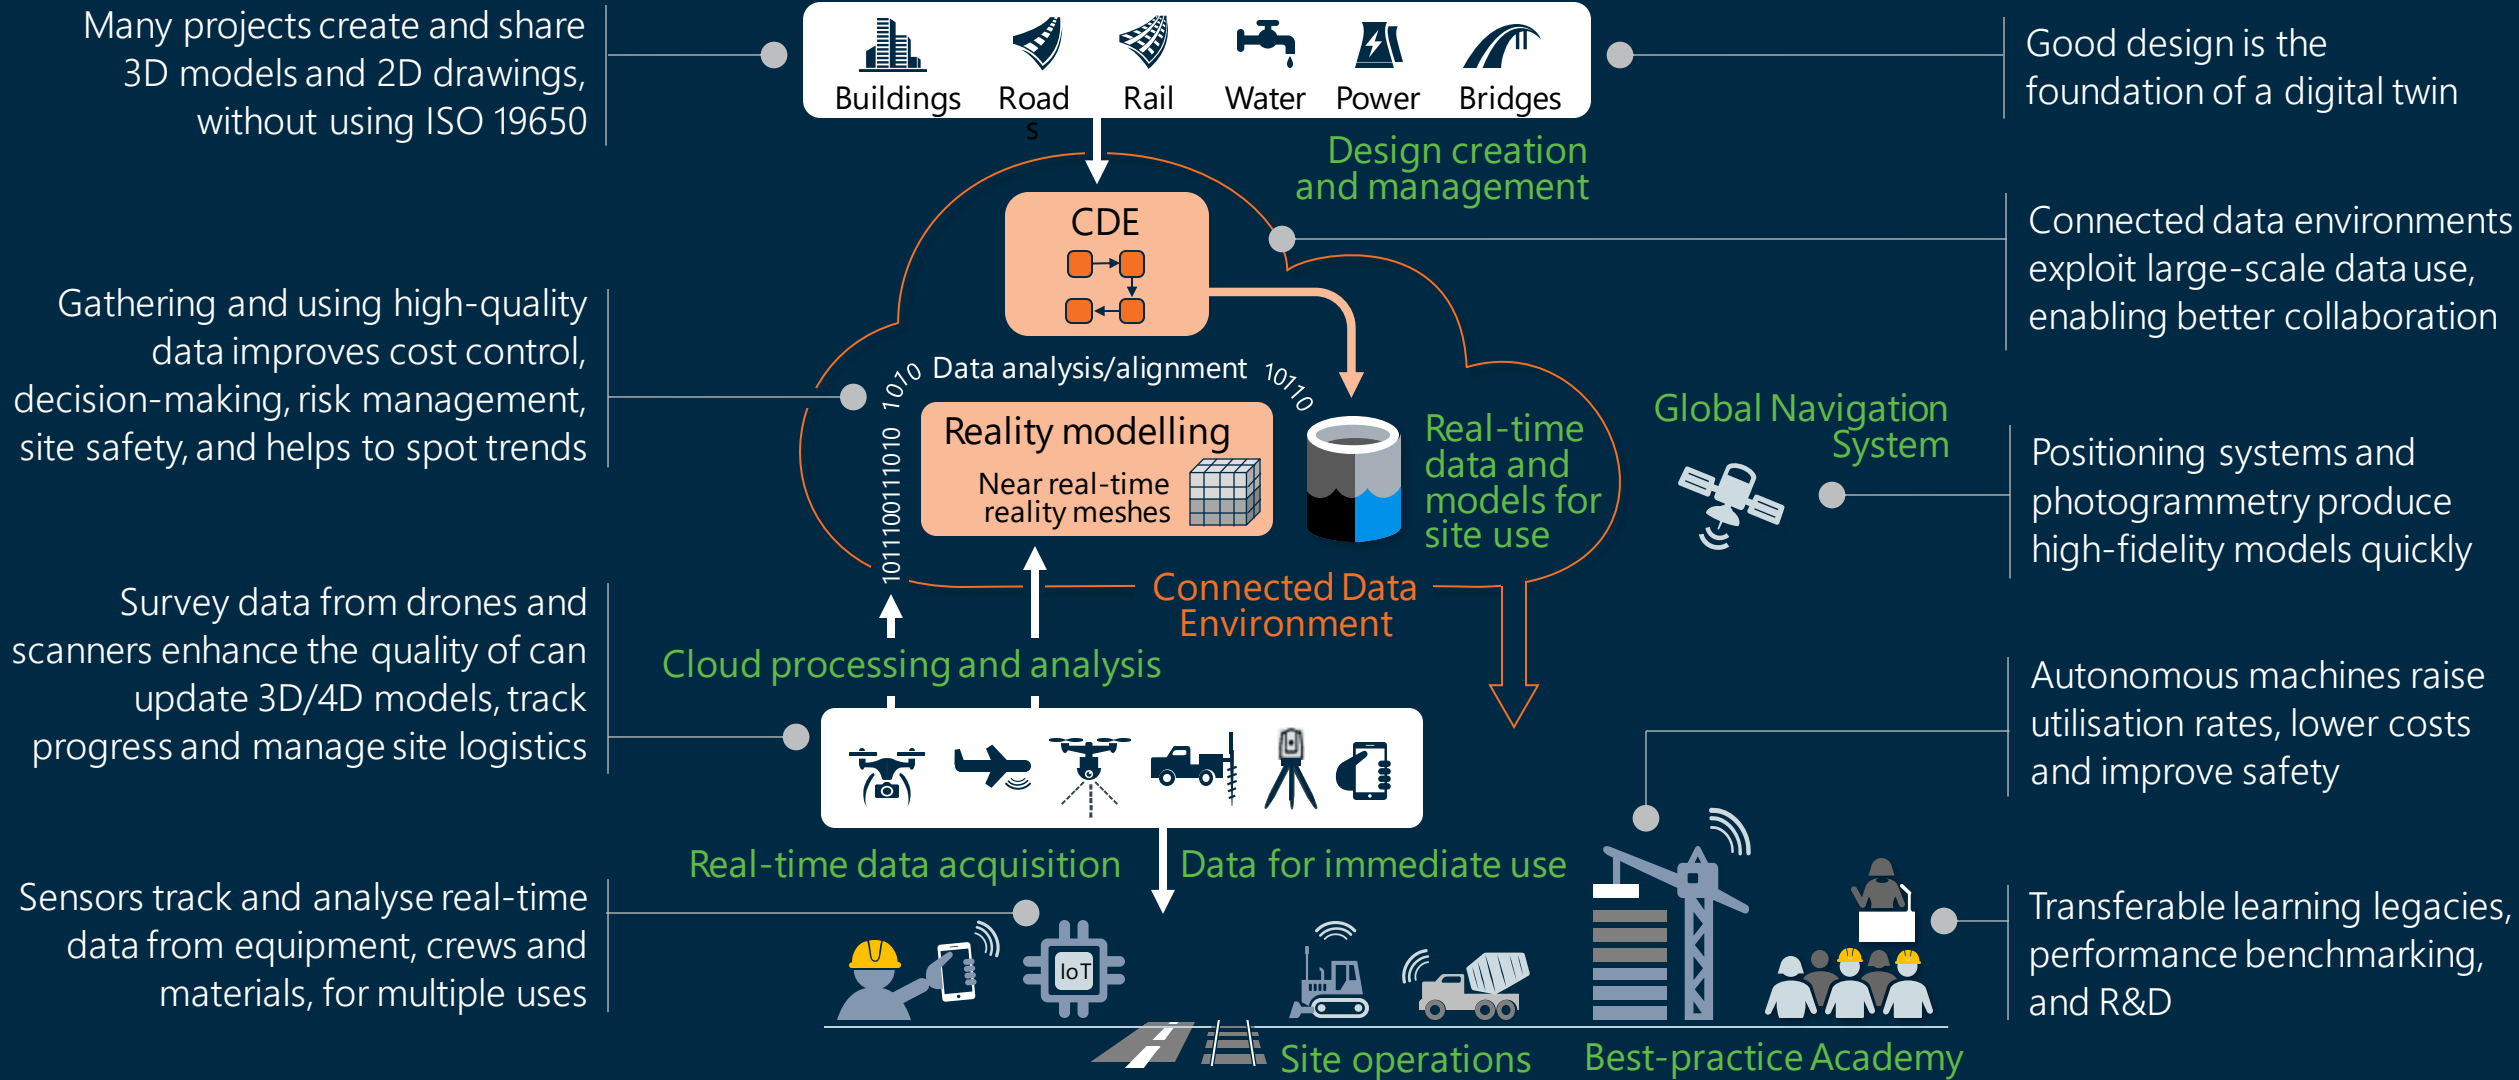 Many projects create and share
3D models and 2D drawings,
without using ISO 19650
Gathering and using high-quality
data improves cost control,
decision-making, risk management,
site safety, and helps to spot trends
Survey data from drones and
scanners enhance the quality of can
update 3D/4D models, track
progress and manage site logistics
Sensors track and analyse real-time
data from equipment, crews and
materials, for multiple uses
Buildings
Road
s
Rail
Water
Power
Bridges
Design creation
and management
CDE
Data analysis/alignment
1010
10110
10111001110101
Reality modelling
Near real-time
reality meshes
Real-time
data and
models for
site use
Connected Data
Environment
Cloud processing and analysis
Real-time data acquisition
Data for immediate use
IoT
Site operations
Best-practice Academy
Global Navigation
System
Good design is the
foundation of a digital twin
Connected data environments
exploit large-scale data use,
enabling better collaboration
Positioning systems and
photogrammetry produce
high-fidelity models quickly
Autonomous machines raise
utilisation rates, lower costs
and improve safety
Transferable learning legacies,
performance benchmarking,
and R&D